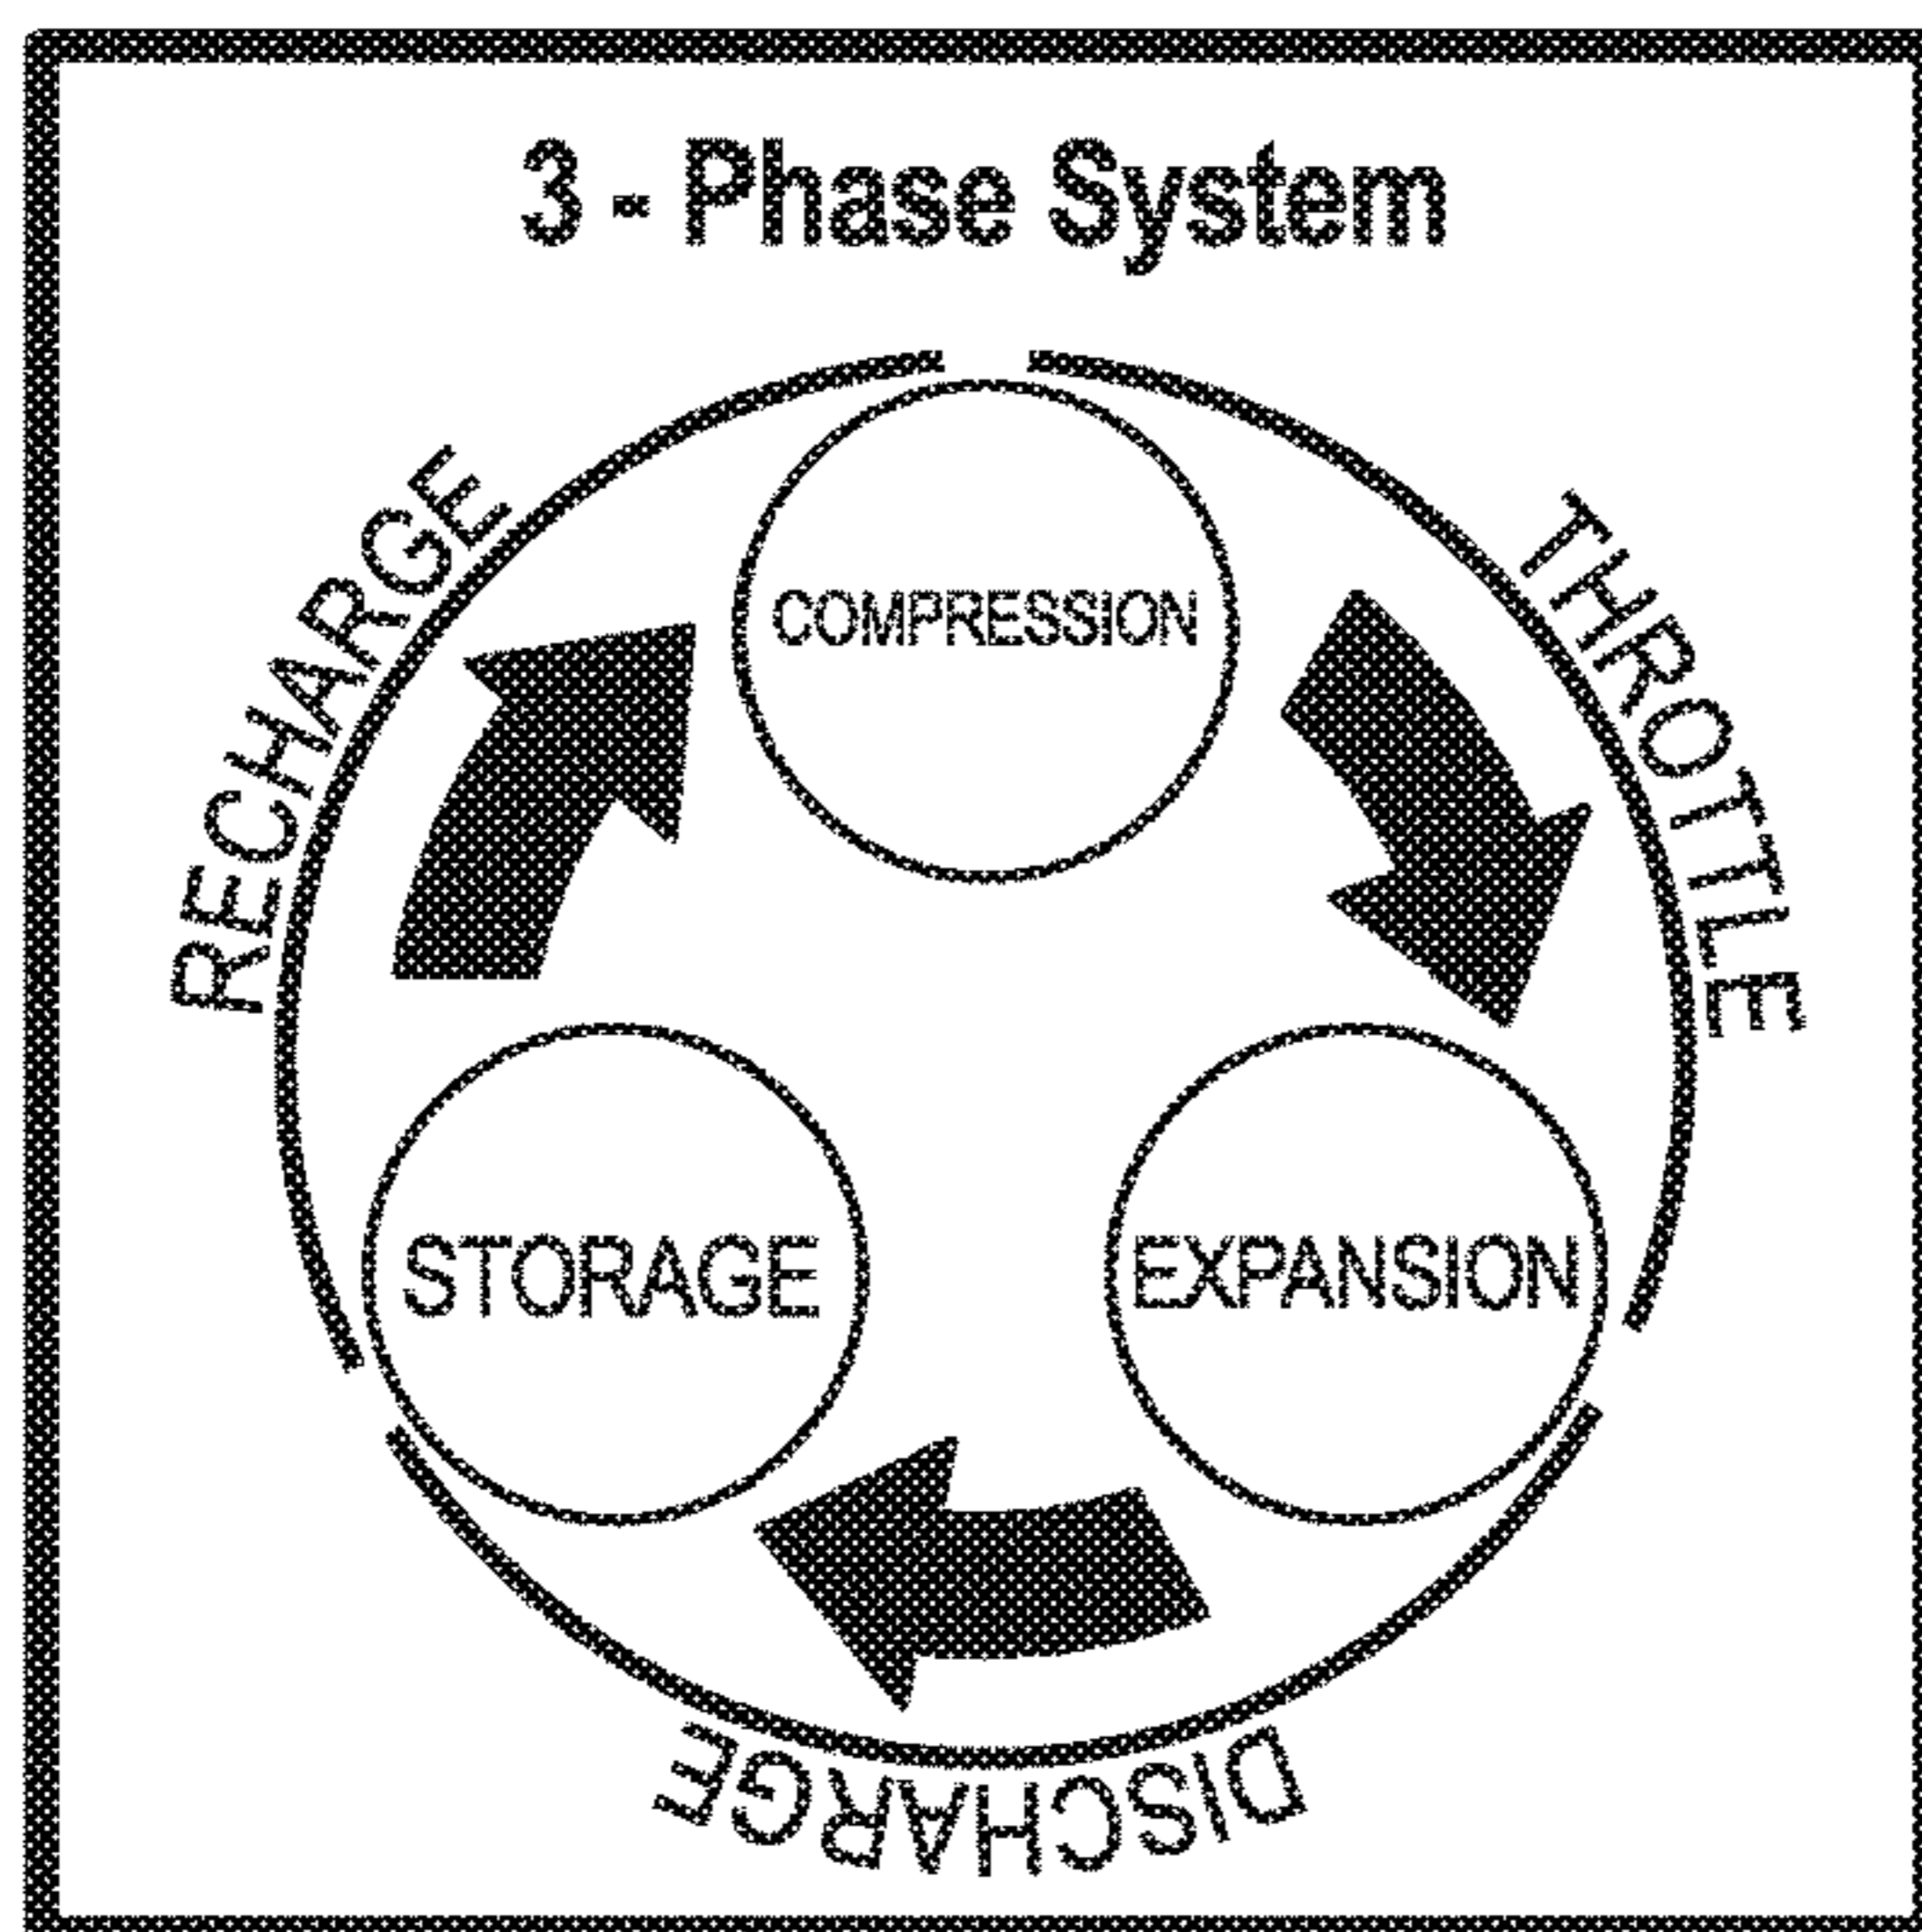 3 - Phase System
RECHARGE
THROTTLE
COMPRESSION
STORAGE
EXPANSION
DISCHARGE